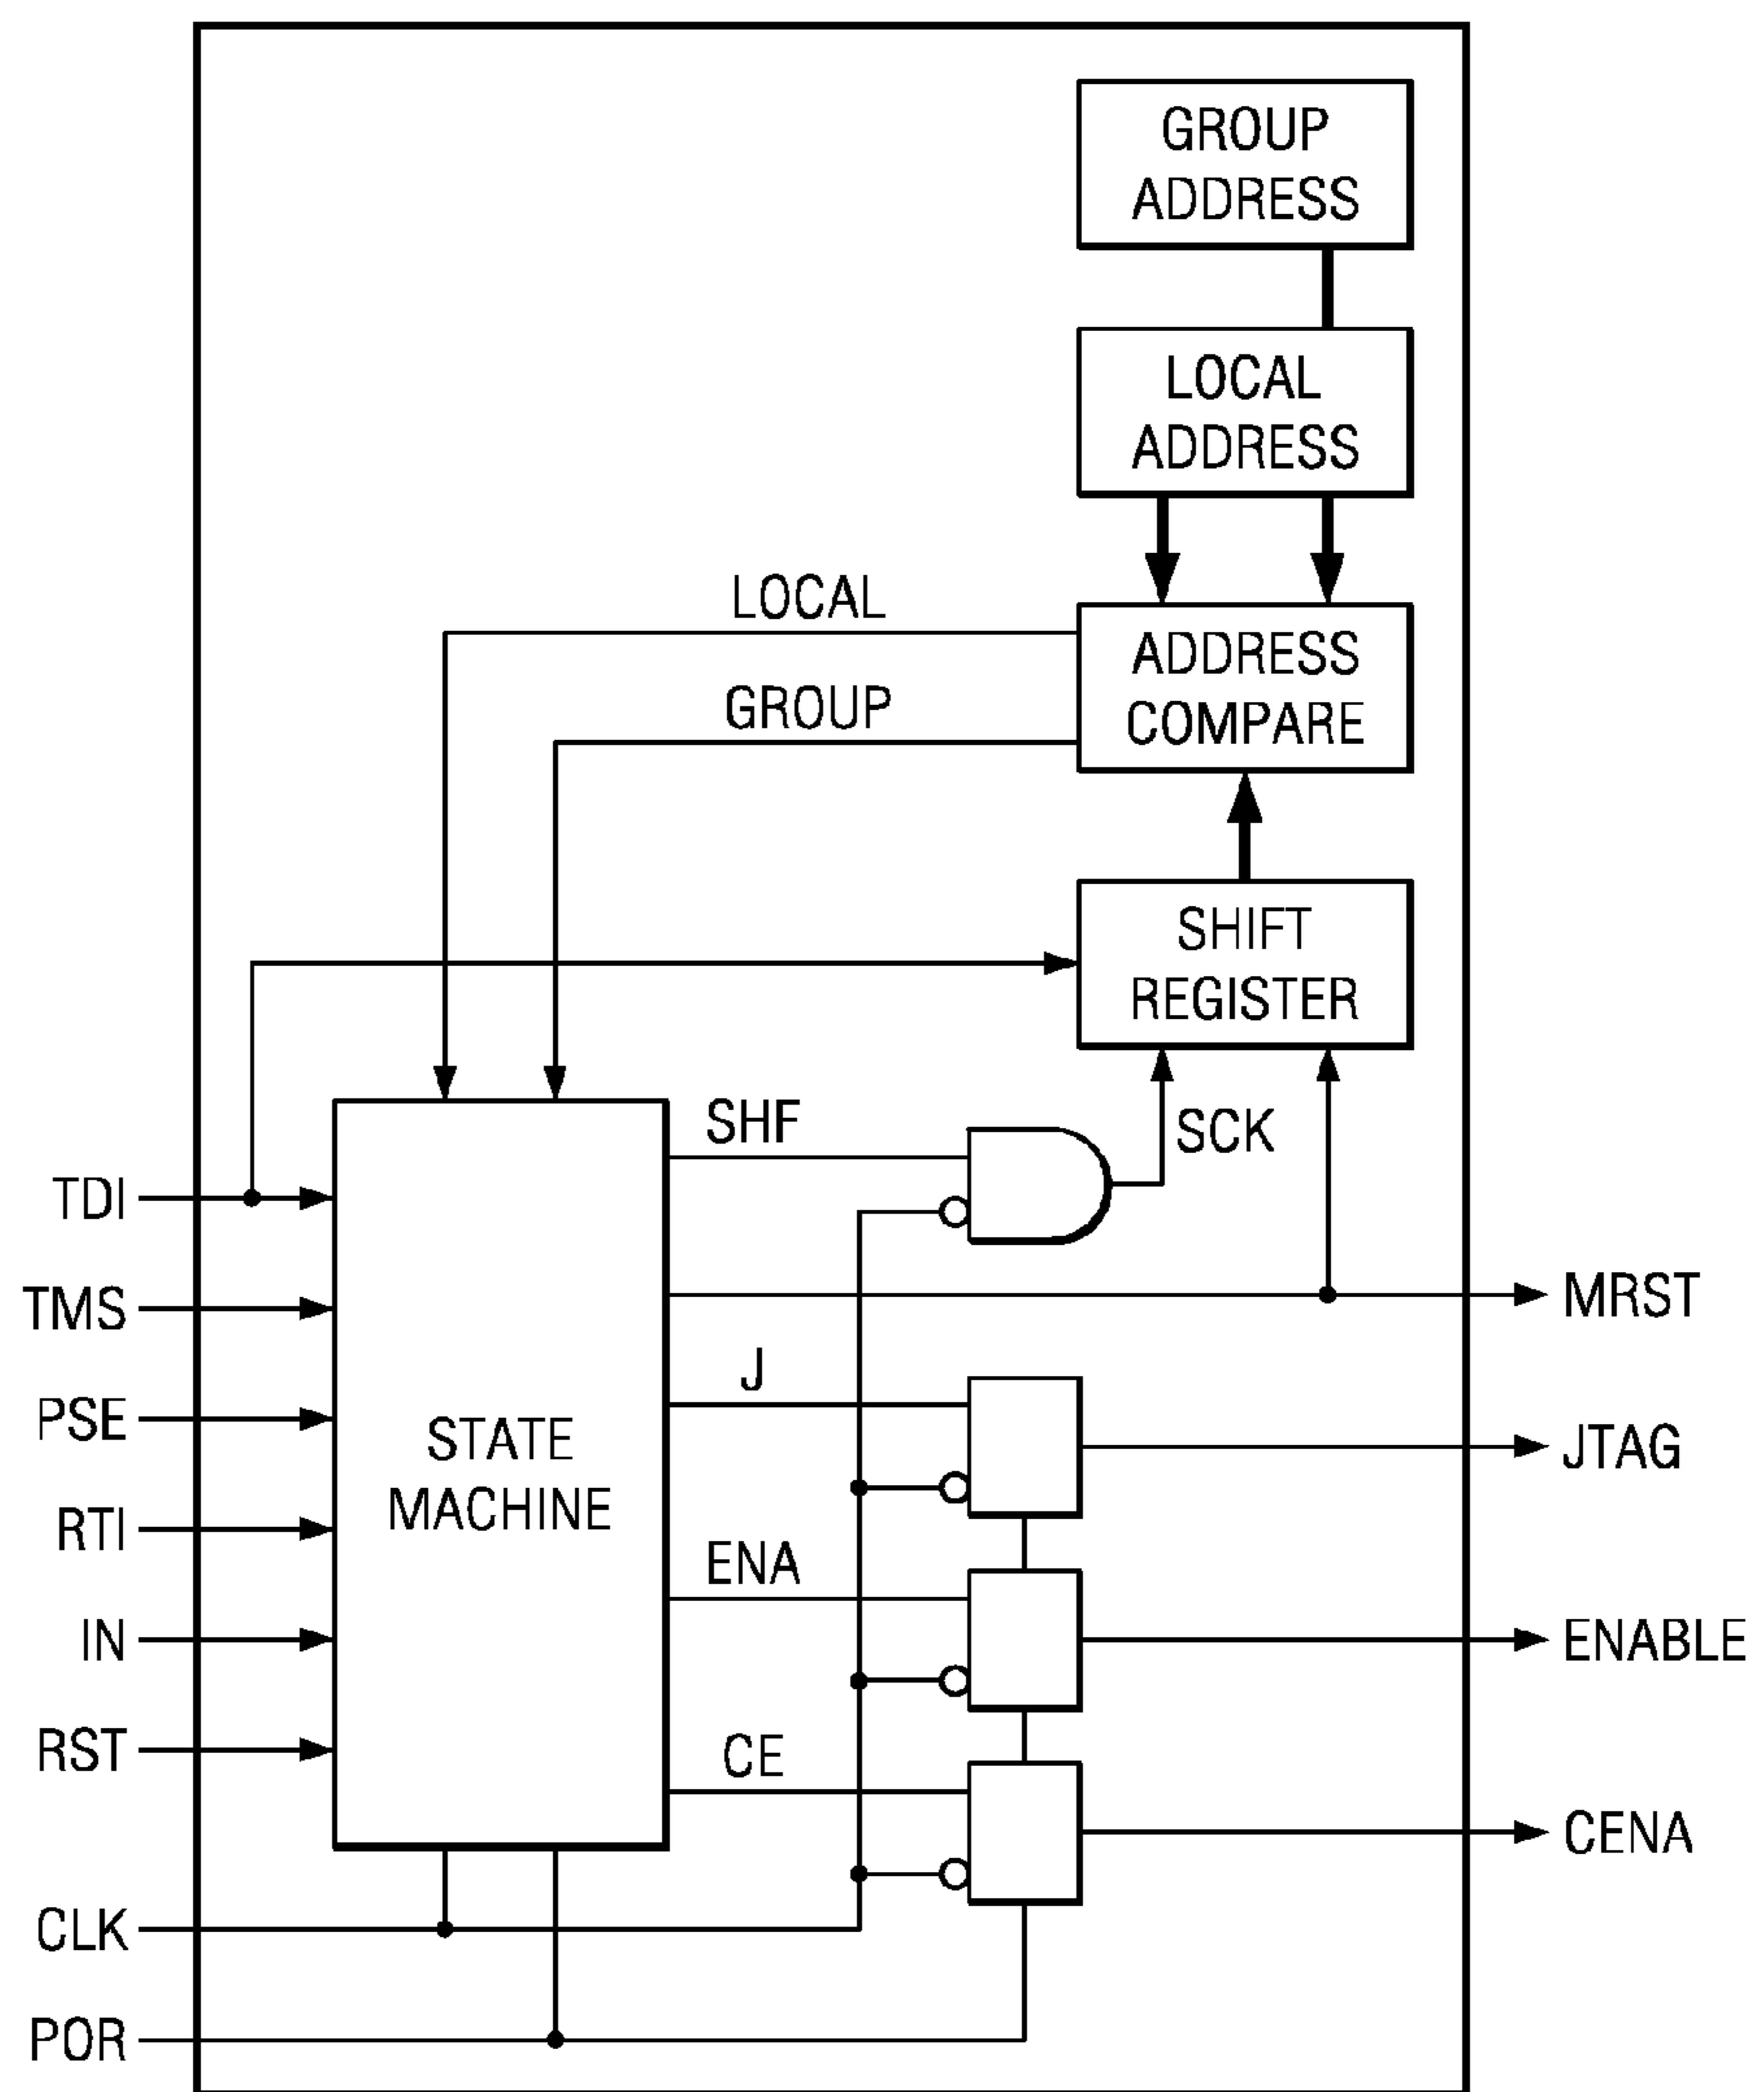 GROUP
ADDRESS
LOCAL
ADDRESS
LOCAL
ADDRESS
COMPARE
GROUP
SHIFT
REGISTER
SHF
SCK
TDI
TMS
MRST
J
PSE
STATE
MACHINE
JTAG
RTI
ENA
IN
ENABLE
RST
CE
CENA
CLK
POR